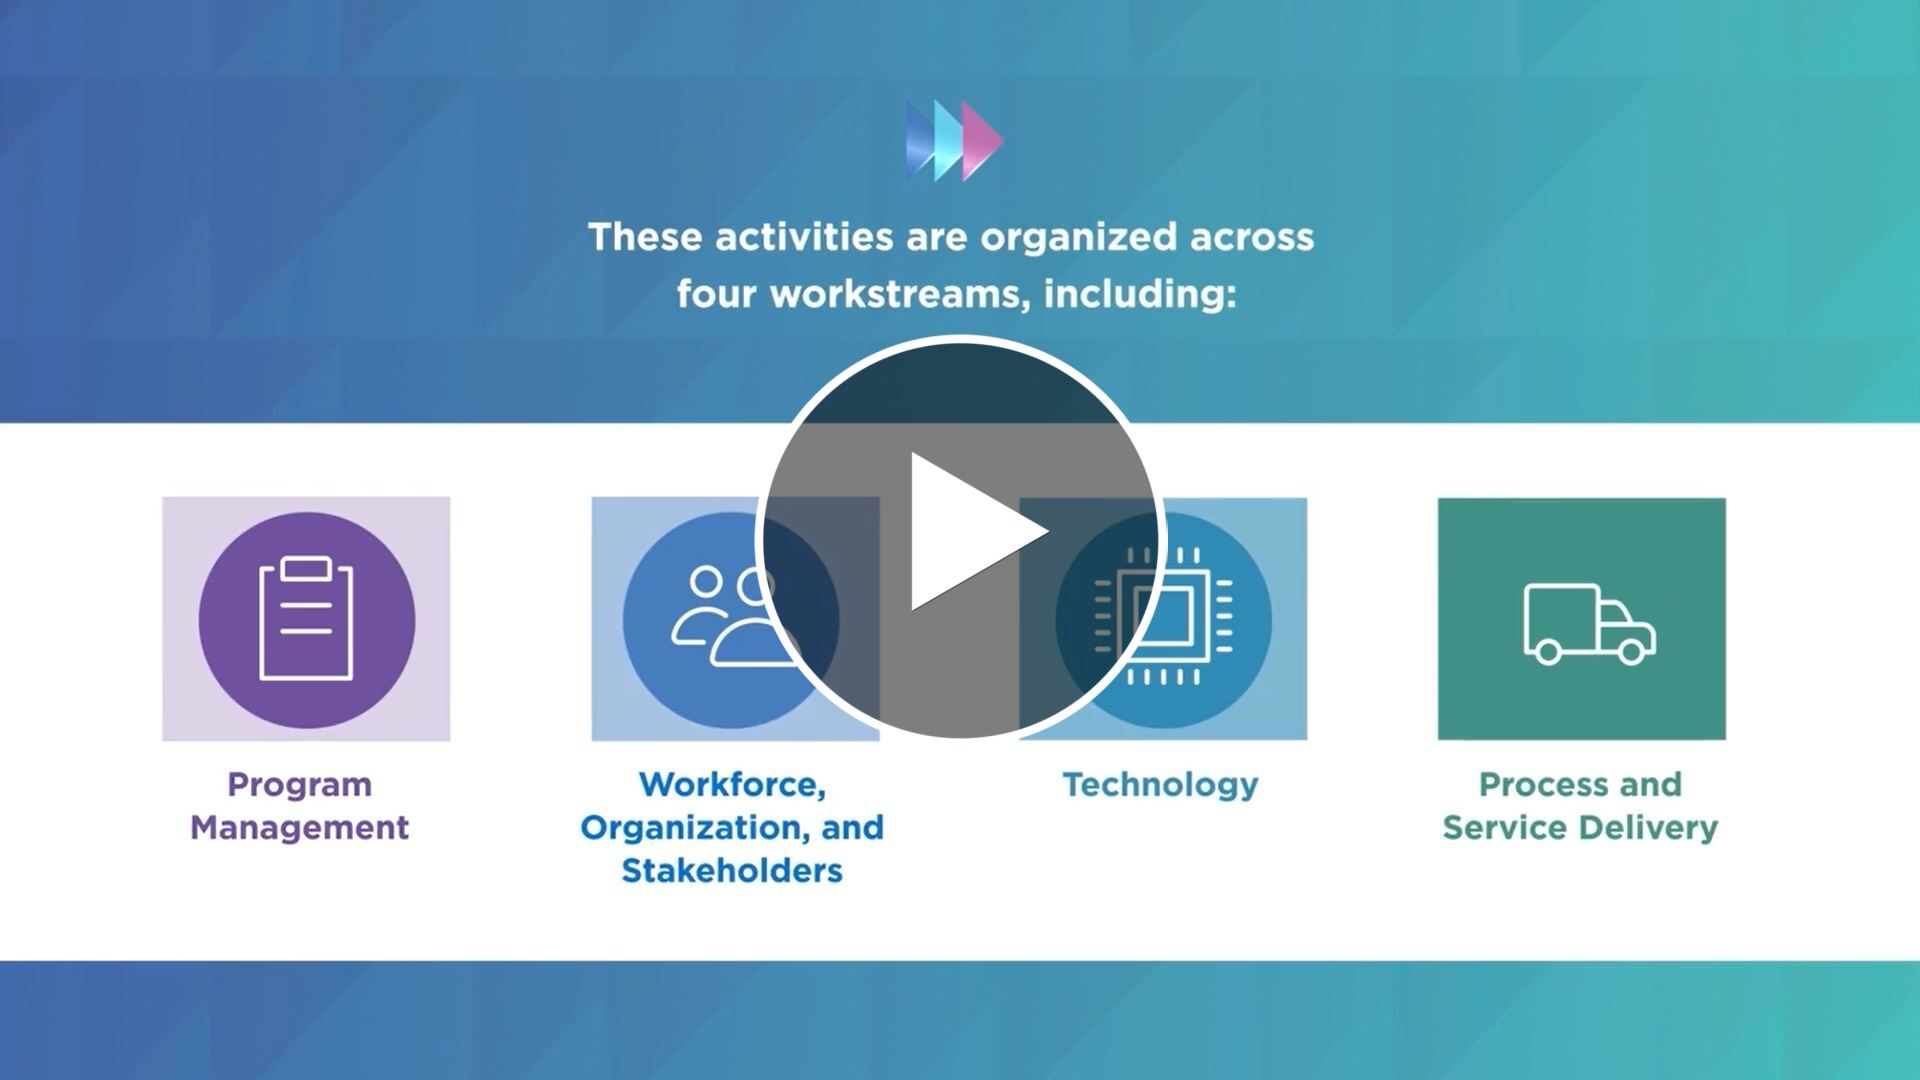 These activities are organized across
four workstreams, including:
Program
Management
Workforce,
Organization, and
Stakeholders
Technology
Process and
Service Delivery